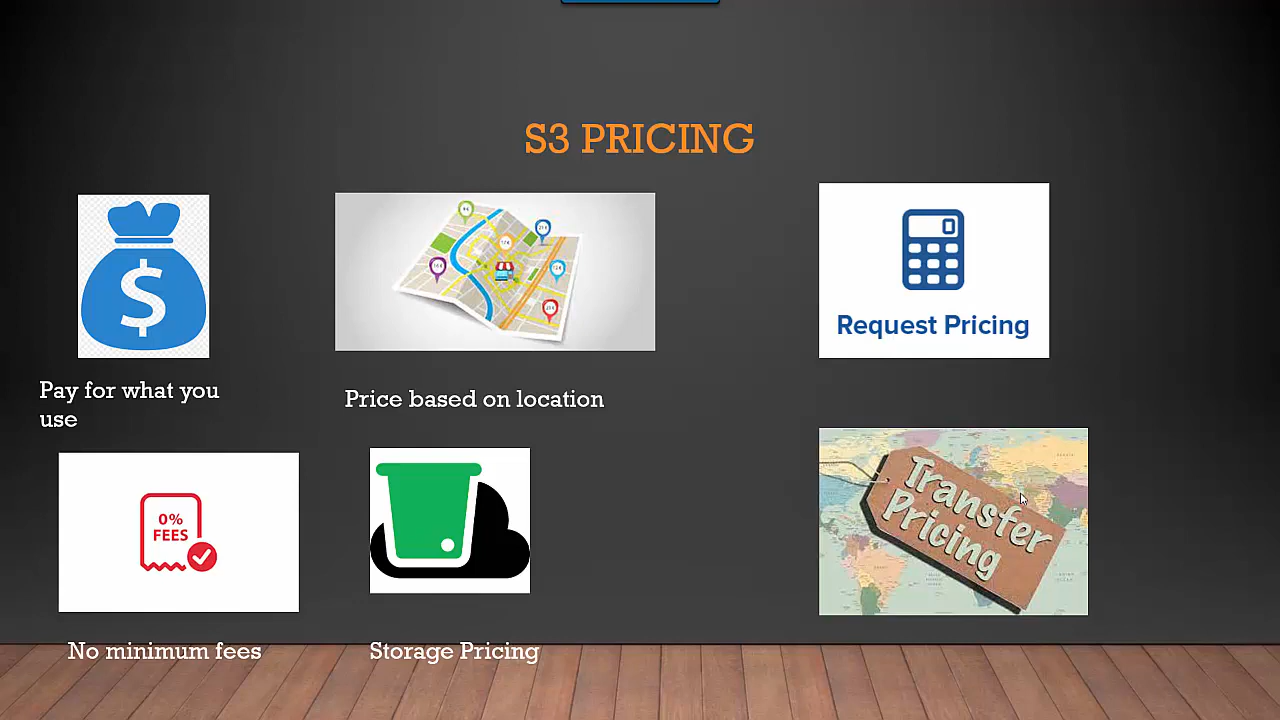 S3 PRICING
$
Request Pricing
Pay for what you
use
Price based on location
0%
FEES
Transfer
Pricing
No minimum fees
Storage Pricing